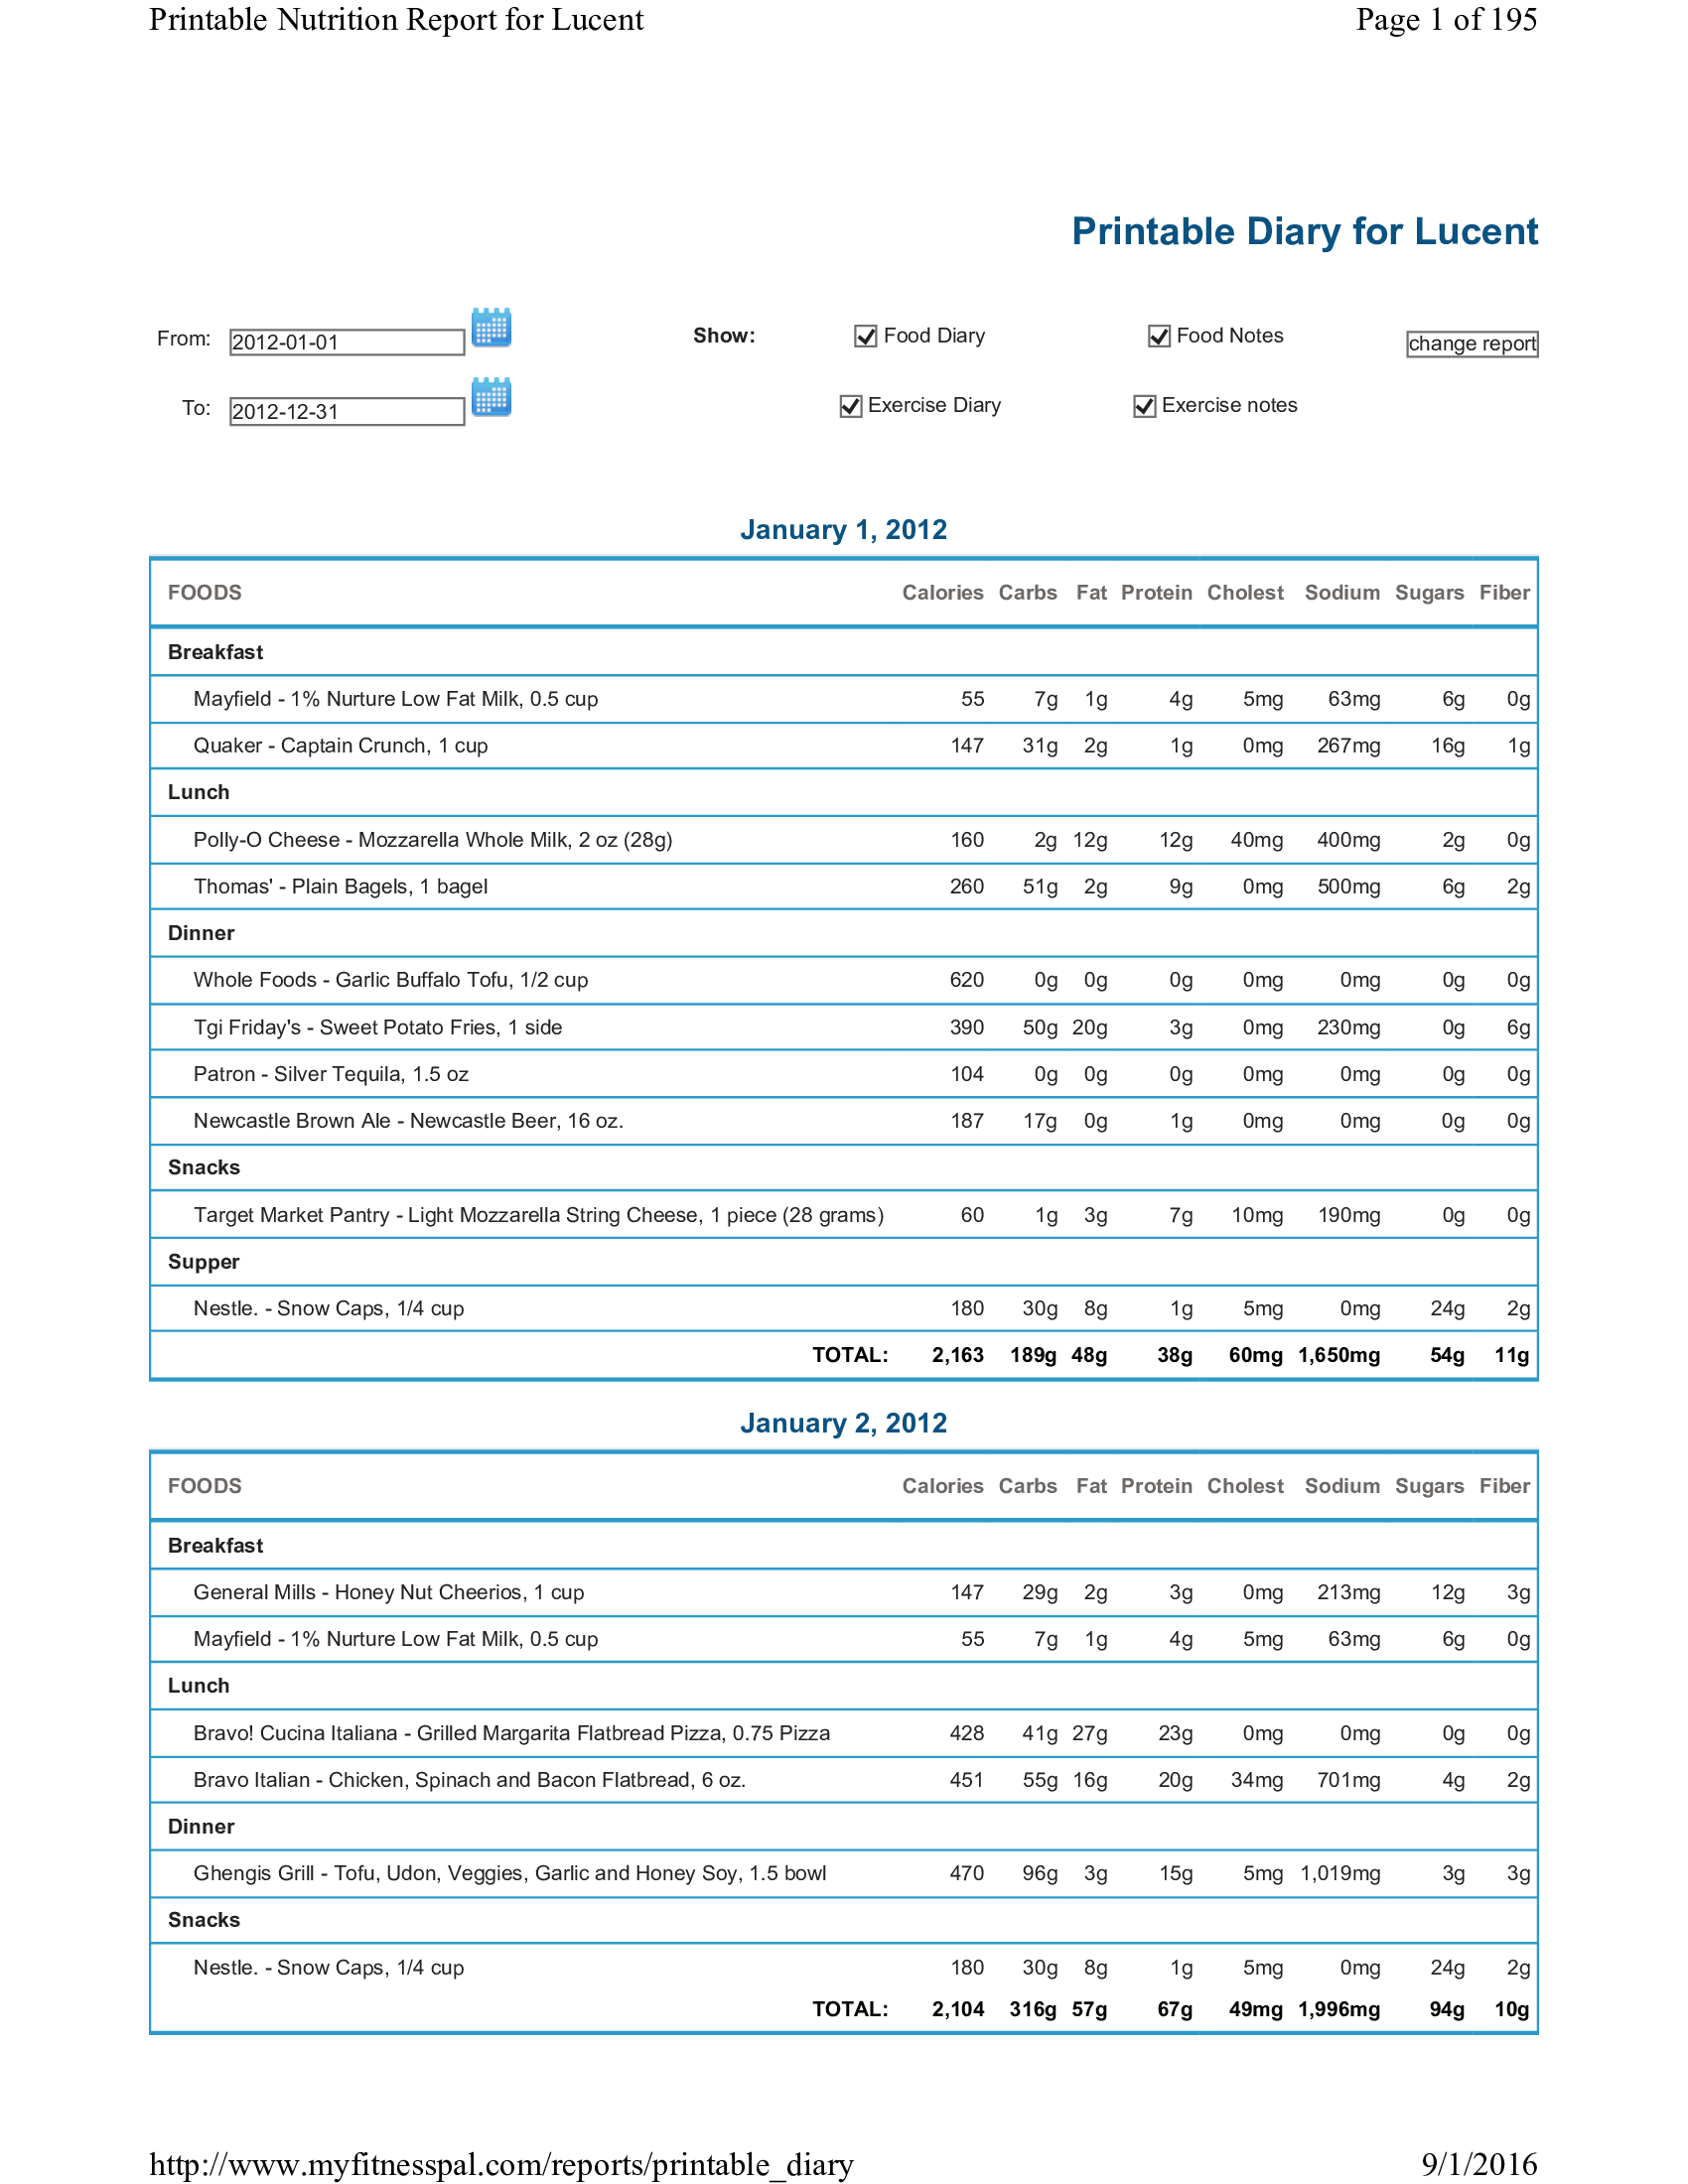 Printable Nutrition Report for Lucent Page 1 of 195
Printable Diary for Lucent
From: 2012-01-01 Show: Food Diary Food Notes change report
To: 2012-12-31 Exercise Diary Exercise notes
January 1, 2012
FOODS Calories Carbs Fat Protein Cholest Sodium Sugars Fiber
Breakfast
Mayfield - 1% Nurture Low Fat Milk, 0.5 cup 55 7g 1g 4g 5mg 63mg 6g 0g
Quaker - Captain Crunch, 1 cup 147 31g 2g 1g 0mg 267mg 16g 1g
Lunch
Polly-O Cheese - Mozzarella Whole Milk, 2 oz (28g) 160 2g 12g 12g 40mg 400mg 2g 0g
Thomas' - Plain Bagels, 1 bagel 260 51g 2g 9g 0mg 500mg 6g 2g
Dinner
Whole Foods - Garlic Buffalo Tofu, 1/2 cup 620 0g 0g 0g 0mg 0mg 0g 0g
Tgi Friday's - Sweet Potato Fries, 1 side 390 50g 20g 3g 0mg 230mg 0g 6g
Patron - Silver Tequila, 1.5 oz 104 0g 0g 0g 0mg 0mg 0g 0g
Newcastle Brown Ale - Newcastle Beer, 16 oz. 187 17g 0g 1g 0mg 0mg 0g 0g
Snacks
Target Market Pantry - Light Mozzarella String Cheese, 1 piece (28 grams) 60 1g 3g 7g 10mg 190mg 0g 0g
Supper
Nestle. - Snow Caps, 1/4 cup 180 30g 8g 1g 5mg 0mg 24g 2g
TOTAL: 2,163 189g 48g 38g 60mg 1,650mg 54g 11g
January 2, 2012
FOODS Calories Carbs Fat Protein Cholest Sodium Sugars Fiber
Breakfast
General Mills - Honey Nut Cheerios, 1 cup 147 29g 2g 3g 0mg 213mg 12g 3g
Mayfield - 1% Nurture Low Fat Milk, 0.5 cup 55 7g 1g 4g 5mg 63mg 6g 0g
Lunch
Bravo! Cucina Italiana - Grilled Margarita Flatbread Pizza, 0.75 Pizza 428 41g 27g 23g 0mg 0mg 0g 0g
Bravo Italian - Chicken, Spinach and Bacon Flatbread, 6 oz. 451 55g 16g 20g 34mg 701mg 4g 2g
Dinner
Ghengis Grill - Tofu, Udon, Veggies, Garlic and Honey Soy, 1.5 bowl 470 96g 3g 15g 5mg 1,019mg 3g 3g
Snacks
Nestle. - Snow Caps, 1/4 cup 180 30g 8g 1g 5mg 0mg 24g 2g
TOTAL: 2,104 316g 57g 67g 49mg 1,996mg 94g 10g
http://www.myfitnesspal.com/reports/printable_diary 9/1/2016